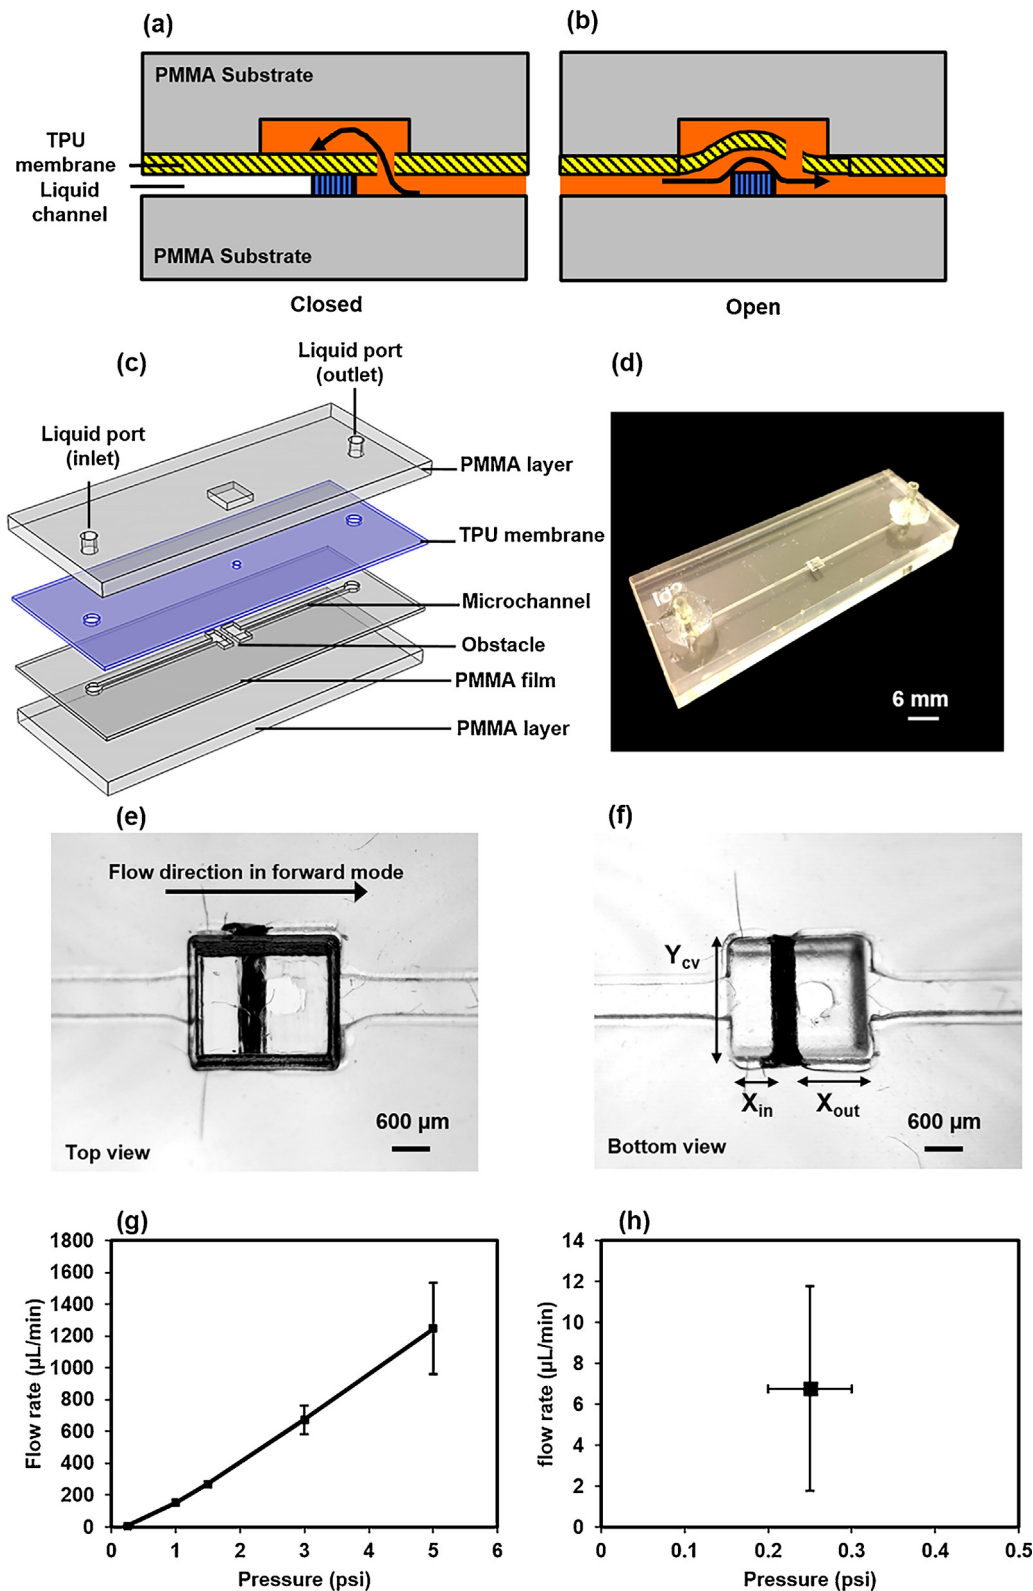 (a)
(b)
PMMA Substrate
TPU
membrane
Liquid
channel
PMMA Substrate
Closed
Open
(c)
Liquid port
(outlet)
Liquid port
(inlet)
PMMA layer
TPU membrane
Microchannel
Obstacle
PMMA film
PMMA layer
(d)
6 mm
(e)
Flow direction in forward mode
600 µm
Top view
(f)
Ycv
Xin
Xout
600 µm
Bottom view
(g)
Flow rate (µL/min)
1800
1600
1400
1200
1000
800
600
400
200
0
0 1 2 3 4 5 6
Pressure (psi)
(h)
flow rate (µL/min)
14
12
10
8
6
4
2
0
0 0.1 0.2 0.3 0.4 0.5
Pressure (psi)